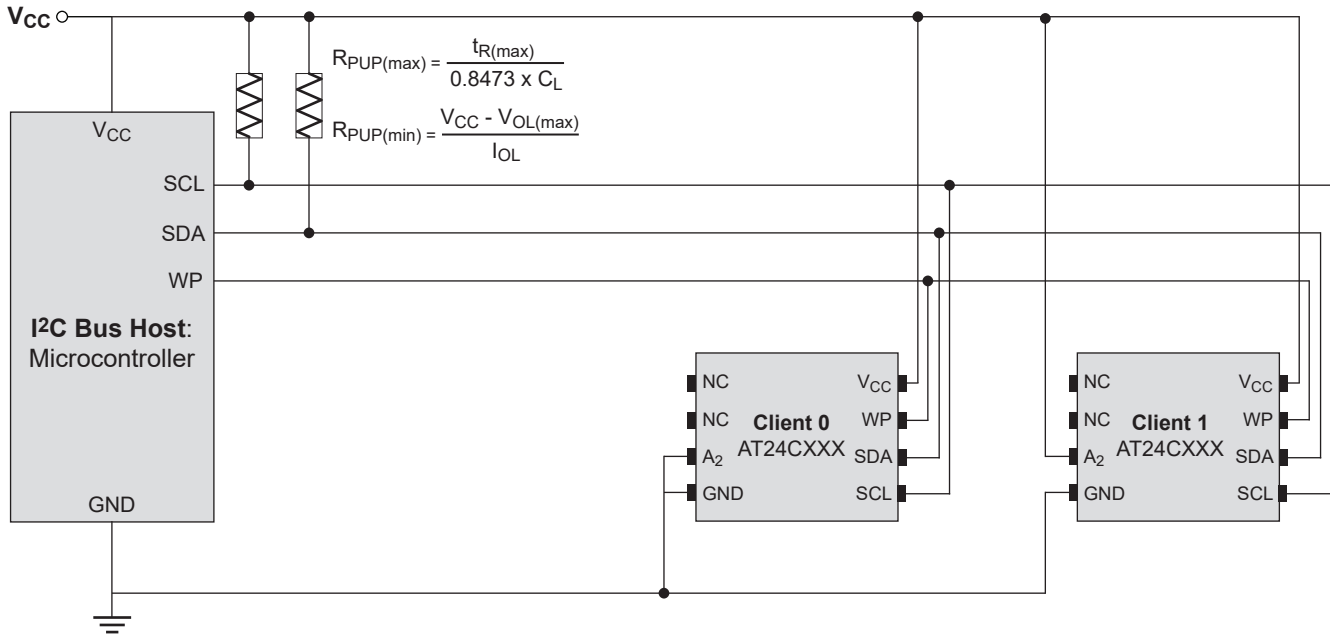 VCC
RPUP(max) = tR(max)
0.8473 x CL
RPUP(min) = VCC - VOL(max)
IOL
VCC
SCL
SDA
WP
I2C Bus Host:
Microcontroller
GND
NC
NC
A2
GND
Client 0
AT24CXXX
VCC
WP
SDA
SCL
NC
NC
A2
GND
Client 1
AT24CXXX
VCC
WP
SDA
SCL